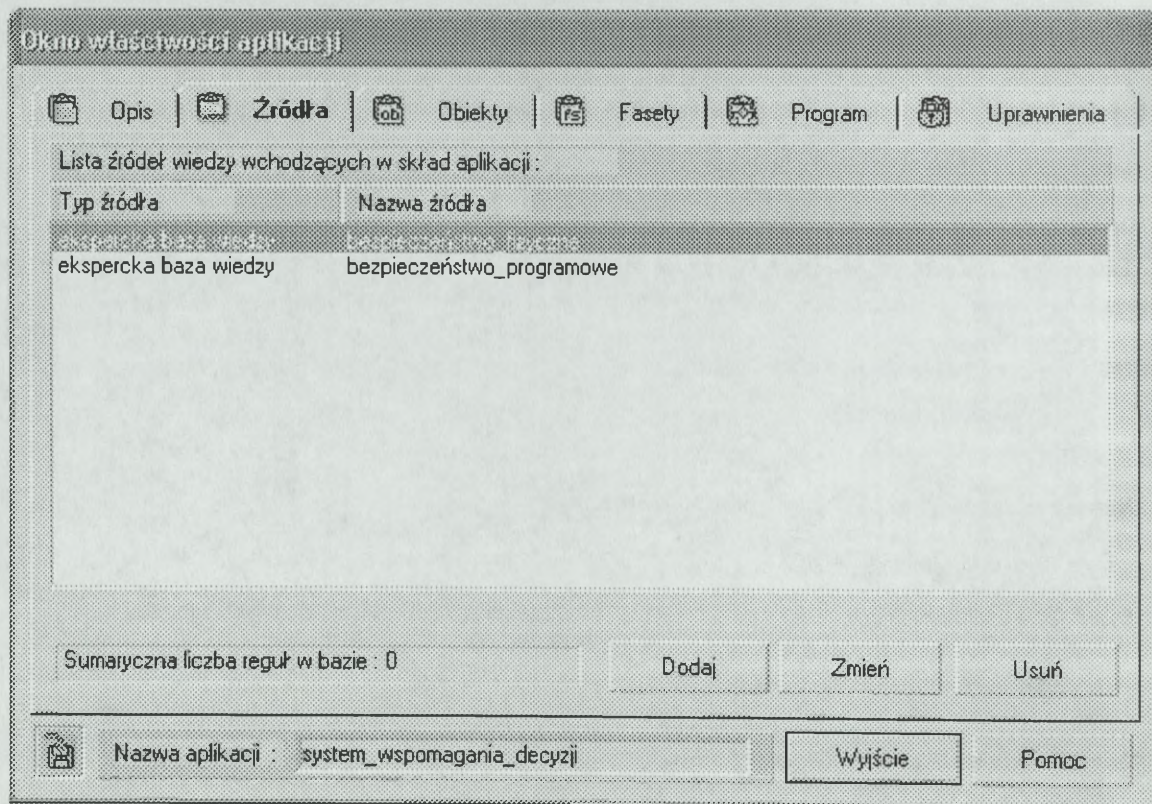 Okno właściwości aplikacji
Opis Źródła Obiekty Fasety Program Uprawnienia
Lista źródeł wiedzy wchodzących w skład aplikacji :
Typ źródła Nazwa źródła
ekspercka baza wiedzy bezpieczeństwo_fizyczne
ekspercka baza wiedzy bezpieczeństwo_programowe
Sumaryczna liczba reguł w bazie : 0
Dodaj Zmień Usuń
Nazwa aplikacji : system_wspomagania_decyzji Wyjście Pomoc